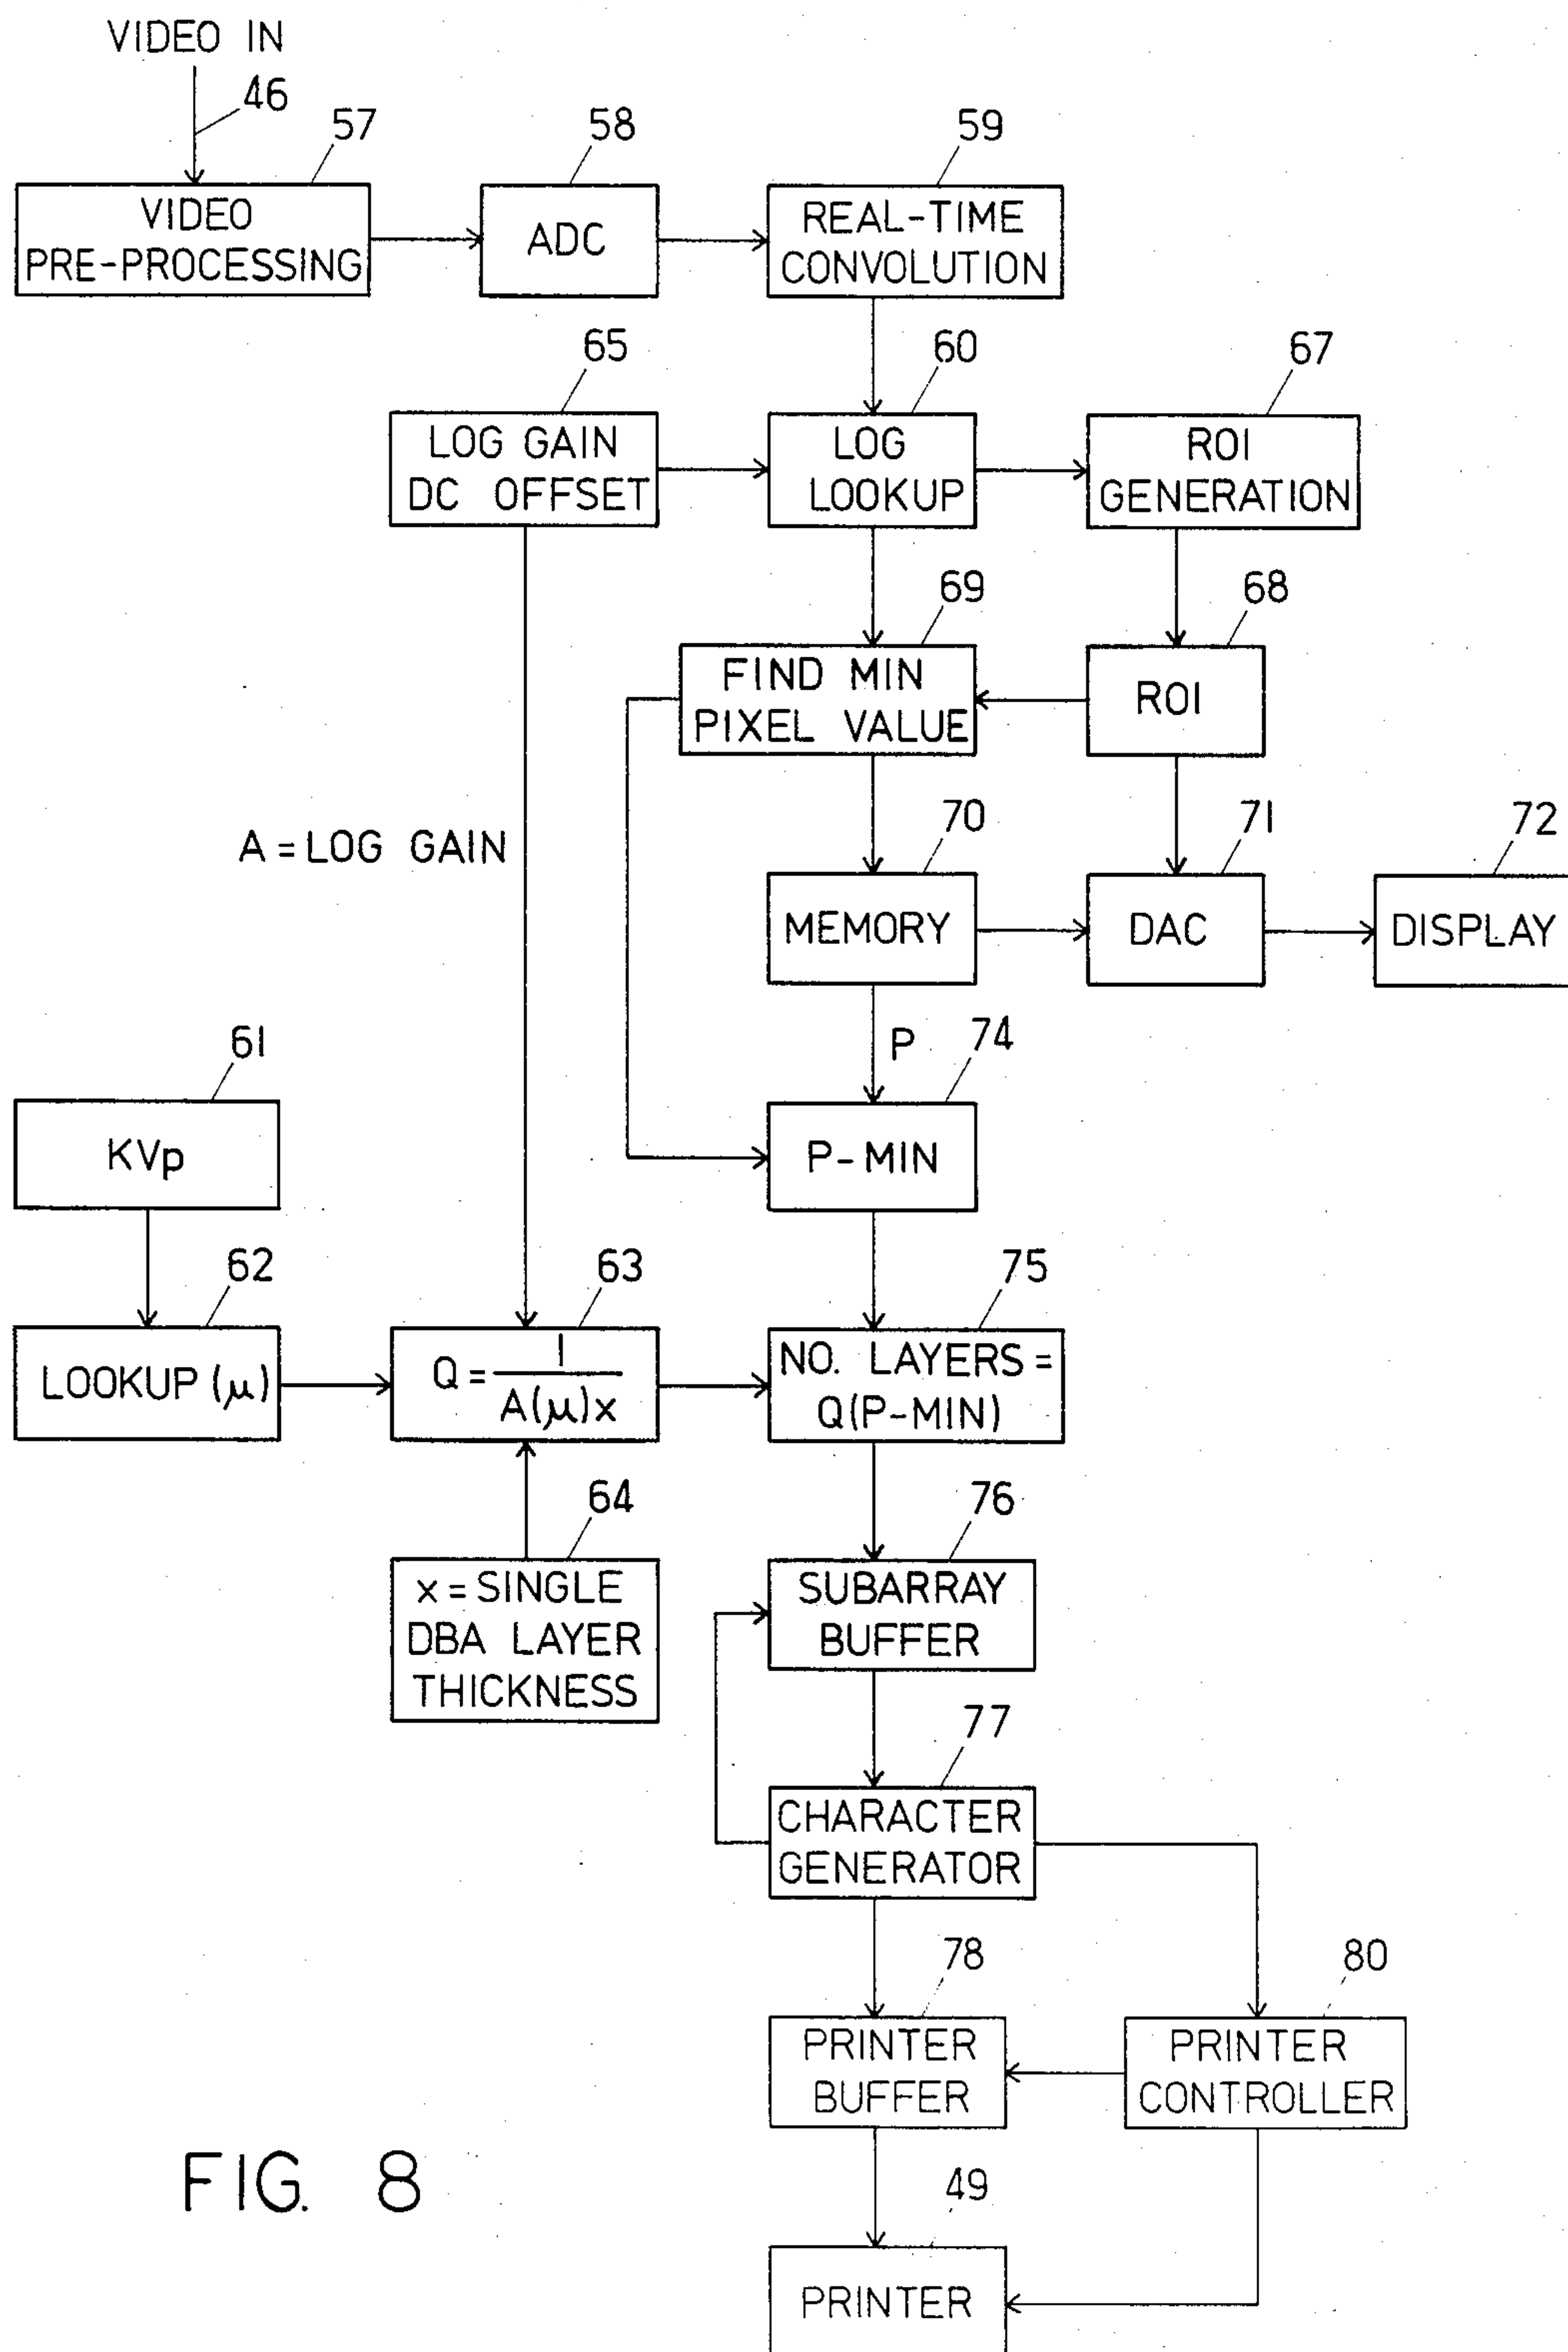 VIDEO IN
46
57
58
59
VIDEO
PRE-PROCESSING
ADC
REAL-TIME
CONVOLUTION
65
60
67
LOG GAIN
DC OFFSET
LOG
LOOKUP
ROI
GENERATION
69
68
FIND MIN
PIXEL VALUE
ROI
A = LOG GAIN
70
71
72
MEMORY
DAC
DISPLAY
P
74
61
KVp
P-MIN
62
63
75
LOOKUP (μ)
Q = 1 / A(μ)x
NO. LAYERS =
Q(P-MIN)
64
76
x = SINGLE
DBA LAYER
THICKNESS
SUBARRAY
BUFFER
77
CHARACTER
GENERATOR
78
80
PRINTER
BUFFER
PRINTER
CONTROLLER
49
PRINTER
FIG. 8